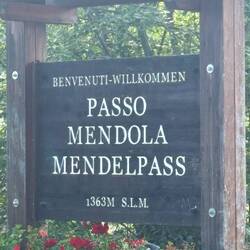 BENVENUTI-WILLKOMMEN
PASSO
MENDOLA
MENDELPASS
1363M S.L.M.